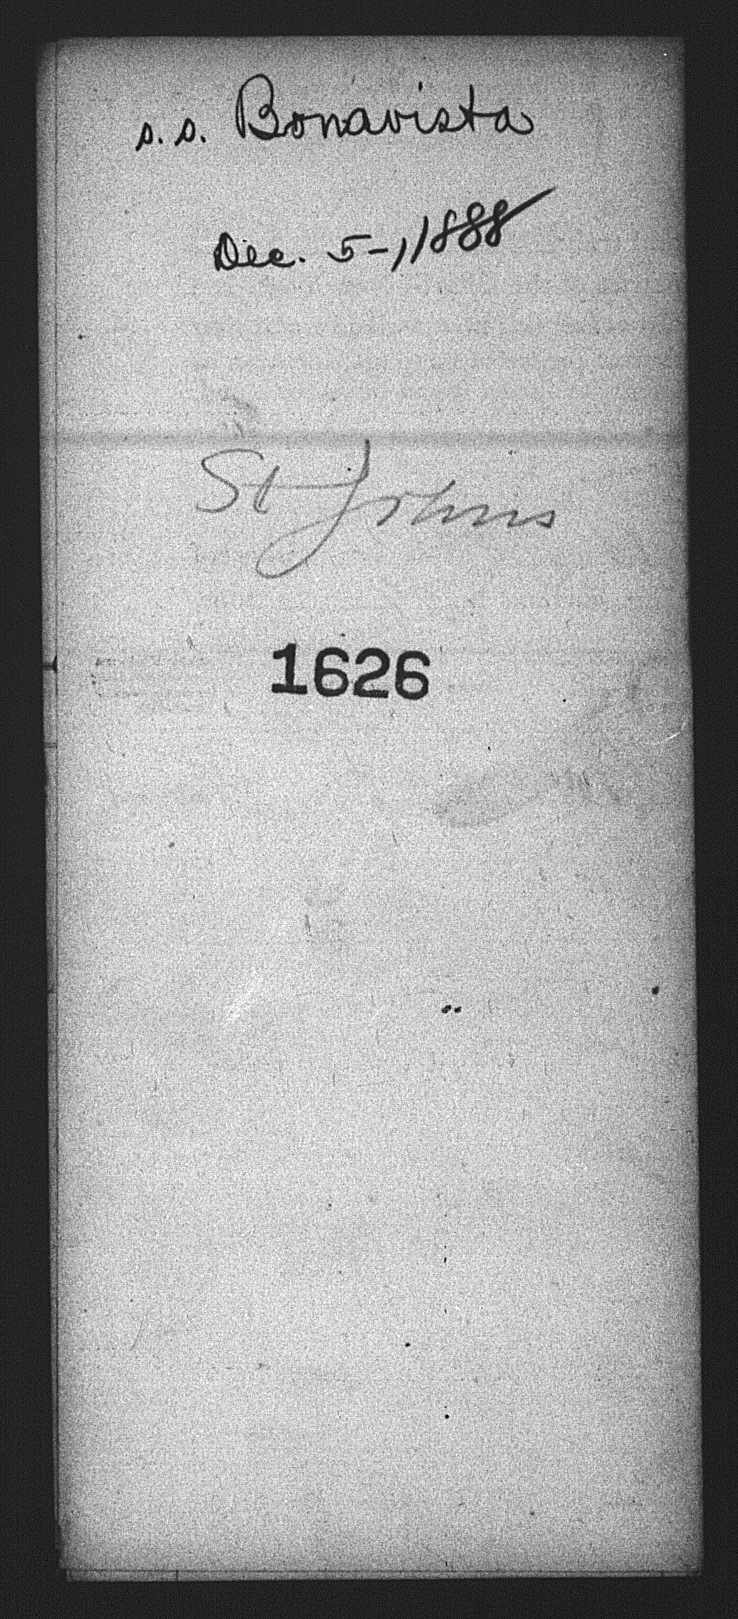 s.s. Bonavista
Dec. 5-, 1888
St Johns
1626